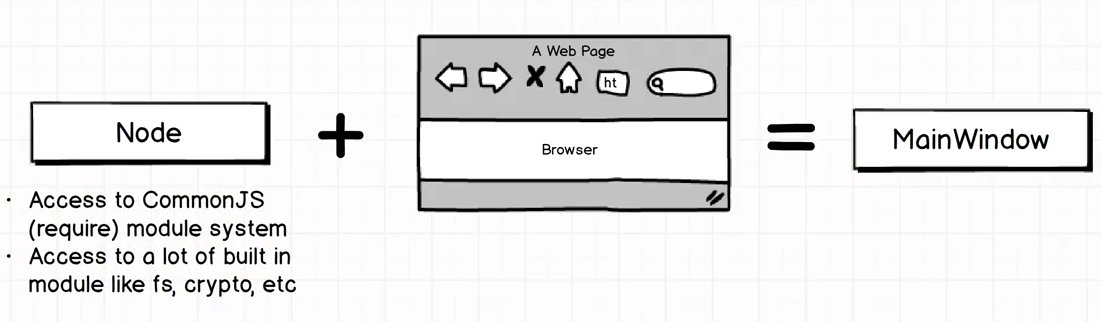 A Web Page
ht
Node
Browser
MainWindow
• Access to CommonJS
(require) module system
• Access to a lot of built in
module like fs, crypto, etc